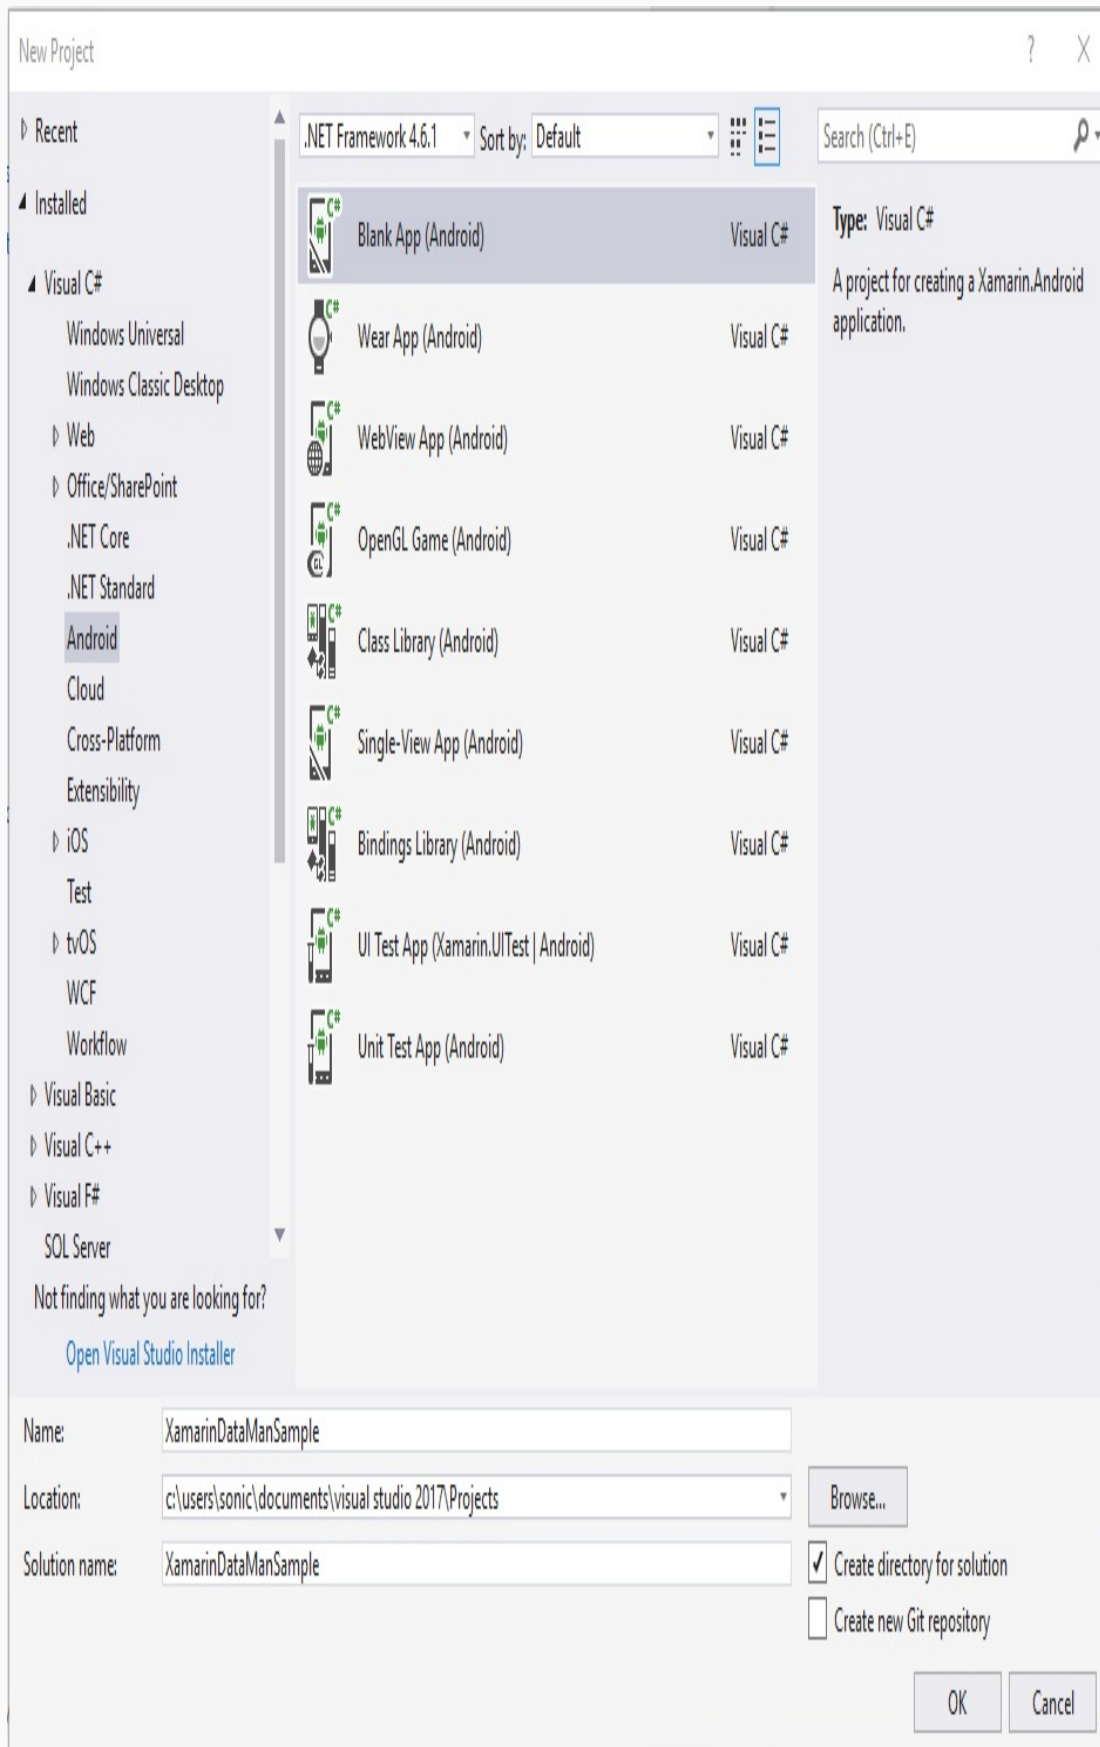 New Project
?
Recent
Installed
Visual C#
Windows Universal
Windows Classic Desktop
Web
Office/SharePoint
.NET Core
.NET Standard
Android
Cloud
Cross-Platform
Extensibility
iOS
Test
tvOS
WCF
Workflow
Visual Basic
Visual C++
Visual F#
SQL Server
Not finding what you are looking for?
Open Visual Studio Installer
.NET Framework 4.6.1
Sort by: Default
Blank App (Android) Visual C#
Wear App (Android) Visual C#
WebView App (Android) Visual C#
OpenGL Game (Android) Visual C#
Class Library (Android) Visual C#
Single-View App (Android) Visual C#
Bindings Library (Android) Visual C#
UI Test App (Xamarin.UITest | Android) Visual C#
Unit Test App (Android) Visual C#
Search (Ctrl+E)
Type: Visual C#
A project for creating a Xamarin.Android
application.
Name: XamarinDataManSample
Location: c:\users\sonic\documents\visual studio 2017\Projects
Browse...
Solution name: XamarinDataManSample
Create directory for solution
Create new Git repository
OK
Cancel